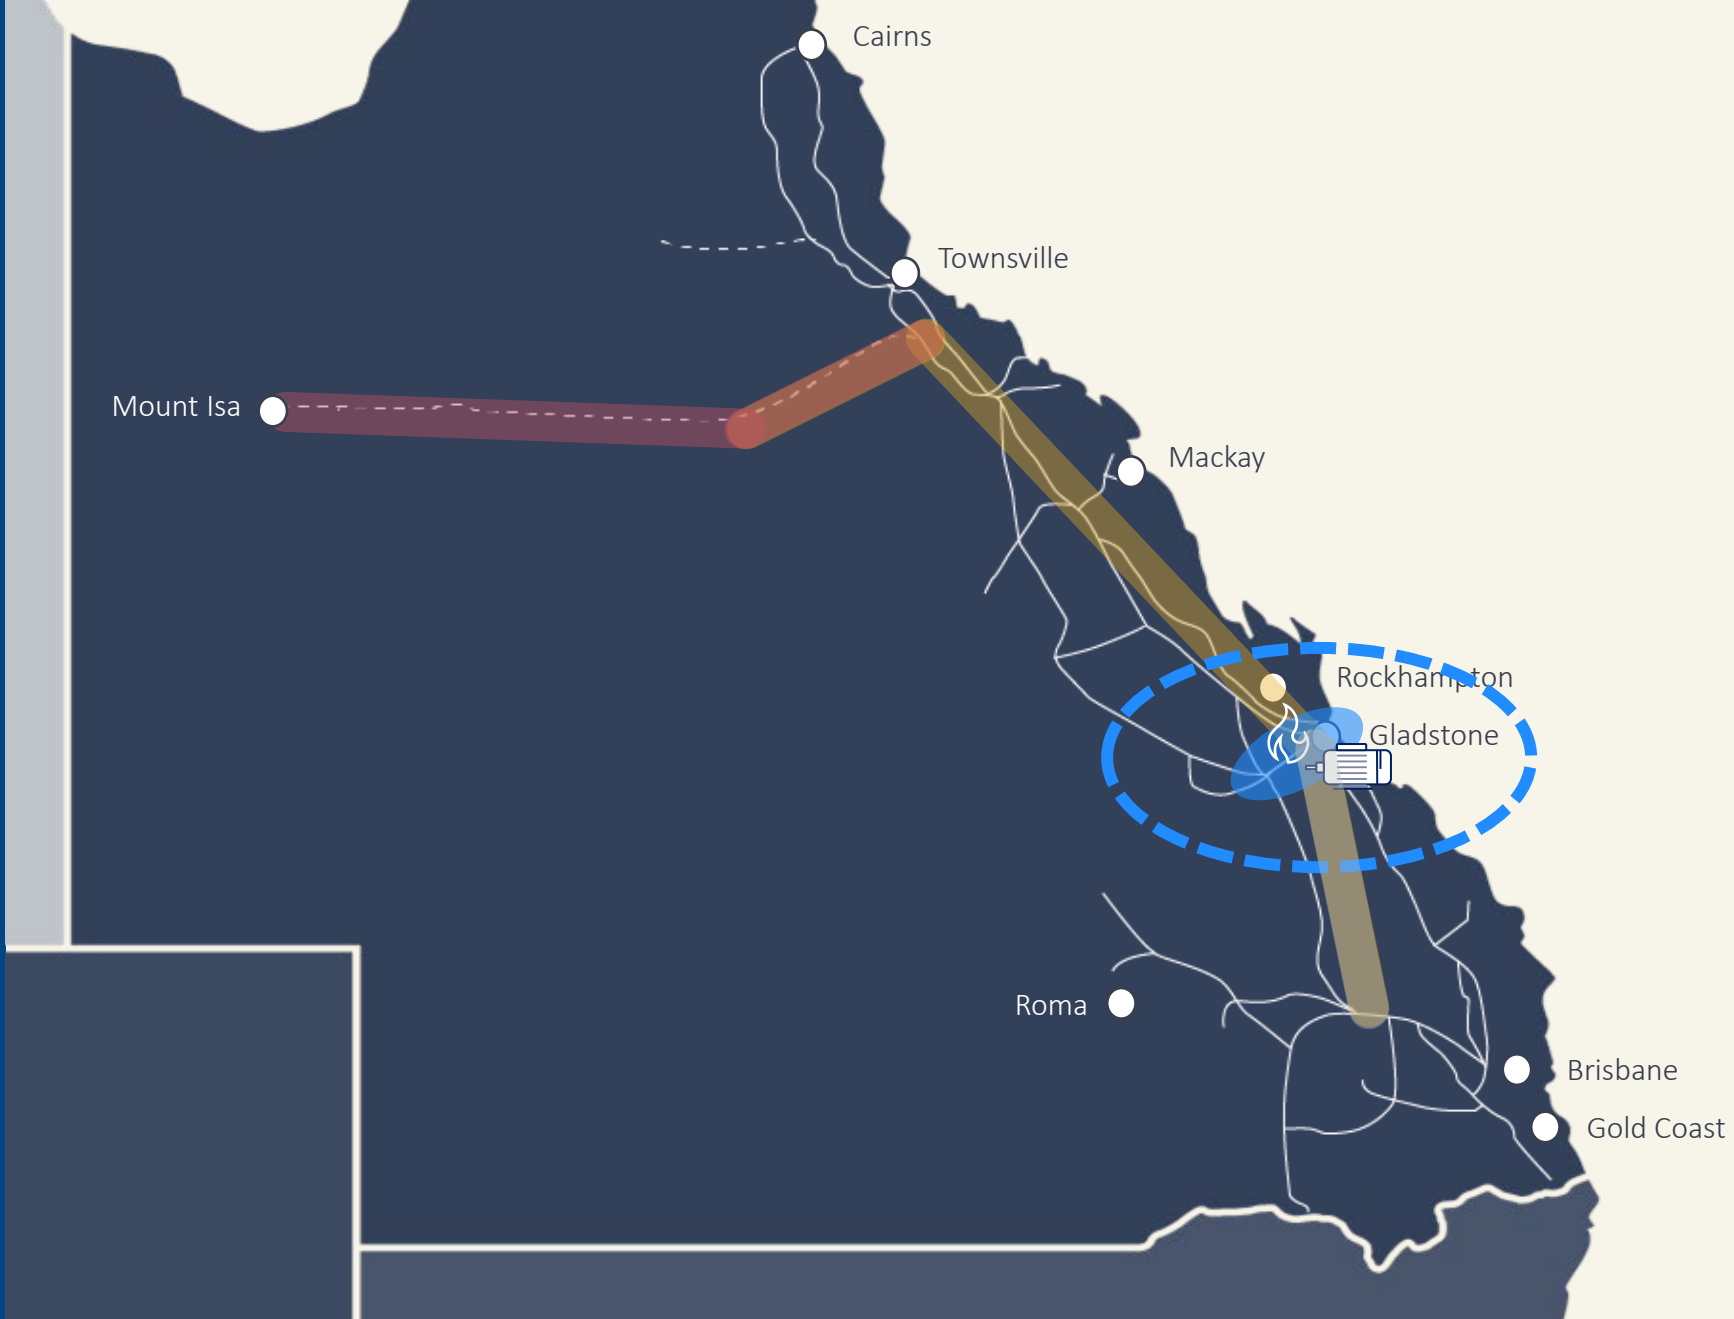 Cairns
Townsville
Mount Isa
Mackay
Rockhampton
Gladstone
Roma
Brisbane
Gold Coast